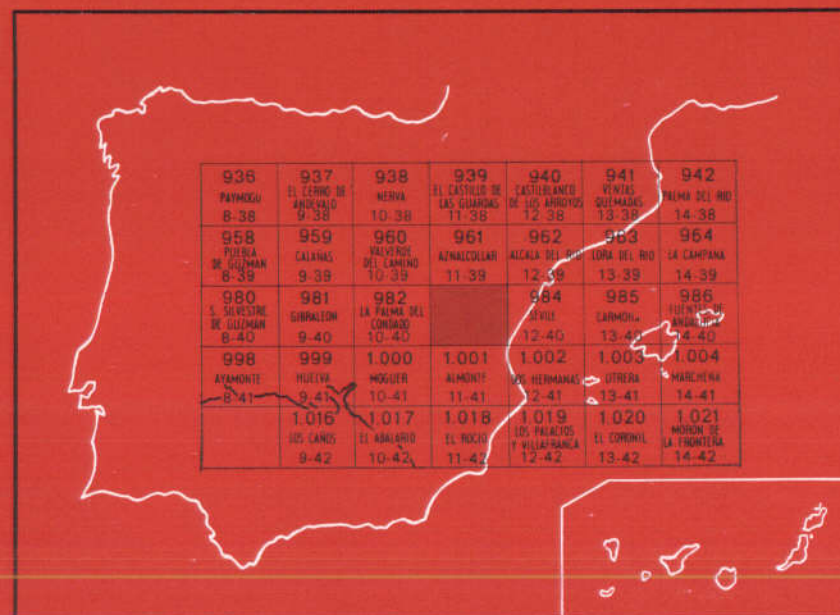 936 937 938 939 940 941 942
PAYMOGU EL CERRO DE ANDEVALO NERVA EL CASTILLO DE LAS GUARDAS CASTILBLANCO DE LOS ARROYOS VENTAS QUEMADAS PALMA DEL RIO
8-38 9-38 10-38 11-38 12-38 13-38 14-38
958 959 960 961 962 963 964
PUEBLA DE GUZMAN CALAÑAS VALVERDE DEL CAMINO AZNALCOLLAR ALCALA DEL RIO LORA DEL RIO LA CAMPANA
8-39 9-39 10-39 11-39 12-39 13-39 14-39
980 981 982 984 985 986
S. SILVESTRE DE GUZMAN GIBRALEON LA PALMA DEL CONDADO SEVILL CARMONA FUENTES DE ANDALUCIA
8-40 9-40 10-40 12-40 13-40 14-40
998 999 1.000 1.001 1.002 1.003 1.004
AYAMONTE HUELVA MOGUER ALMONTE DOS HERMANAS UTRERA MARCHENA
8-41 9-41 10-41 11-41 12-41 13-41 14-41
1.016 1.017 1.018 1.019 1.020 1.021
LOS CAÑOS EL ABALARIO EL ROCIO LOS PALACIOS Y VILLAFRANCA EL CORONIL MORON DE LA FRONTERA
9-42 10-42 11-42 12-42 13-42 14-42